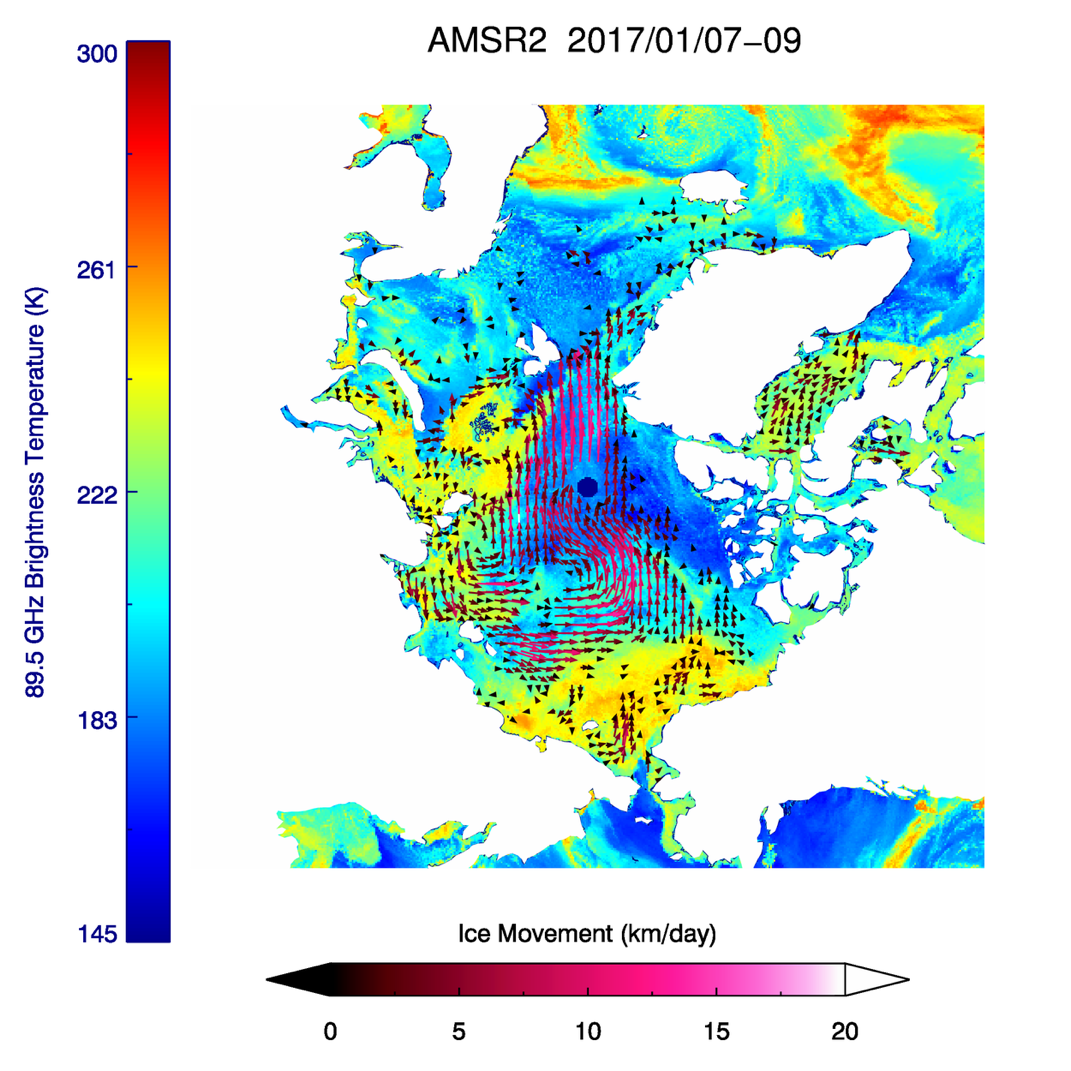 AMSR2 2017/01/07–09
300
261
222
183
145
89.5 GHz Brightness Temperature (K)
Ice Movement (km/day)
0 5 10 15 20